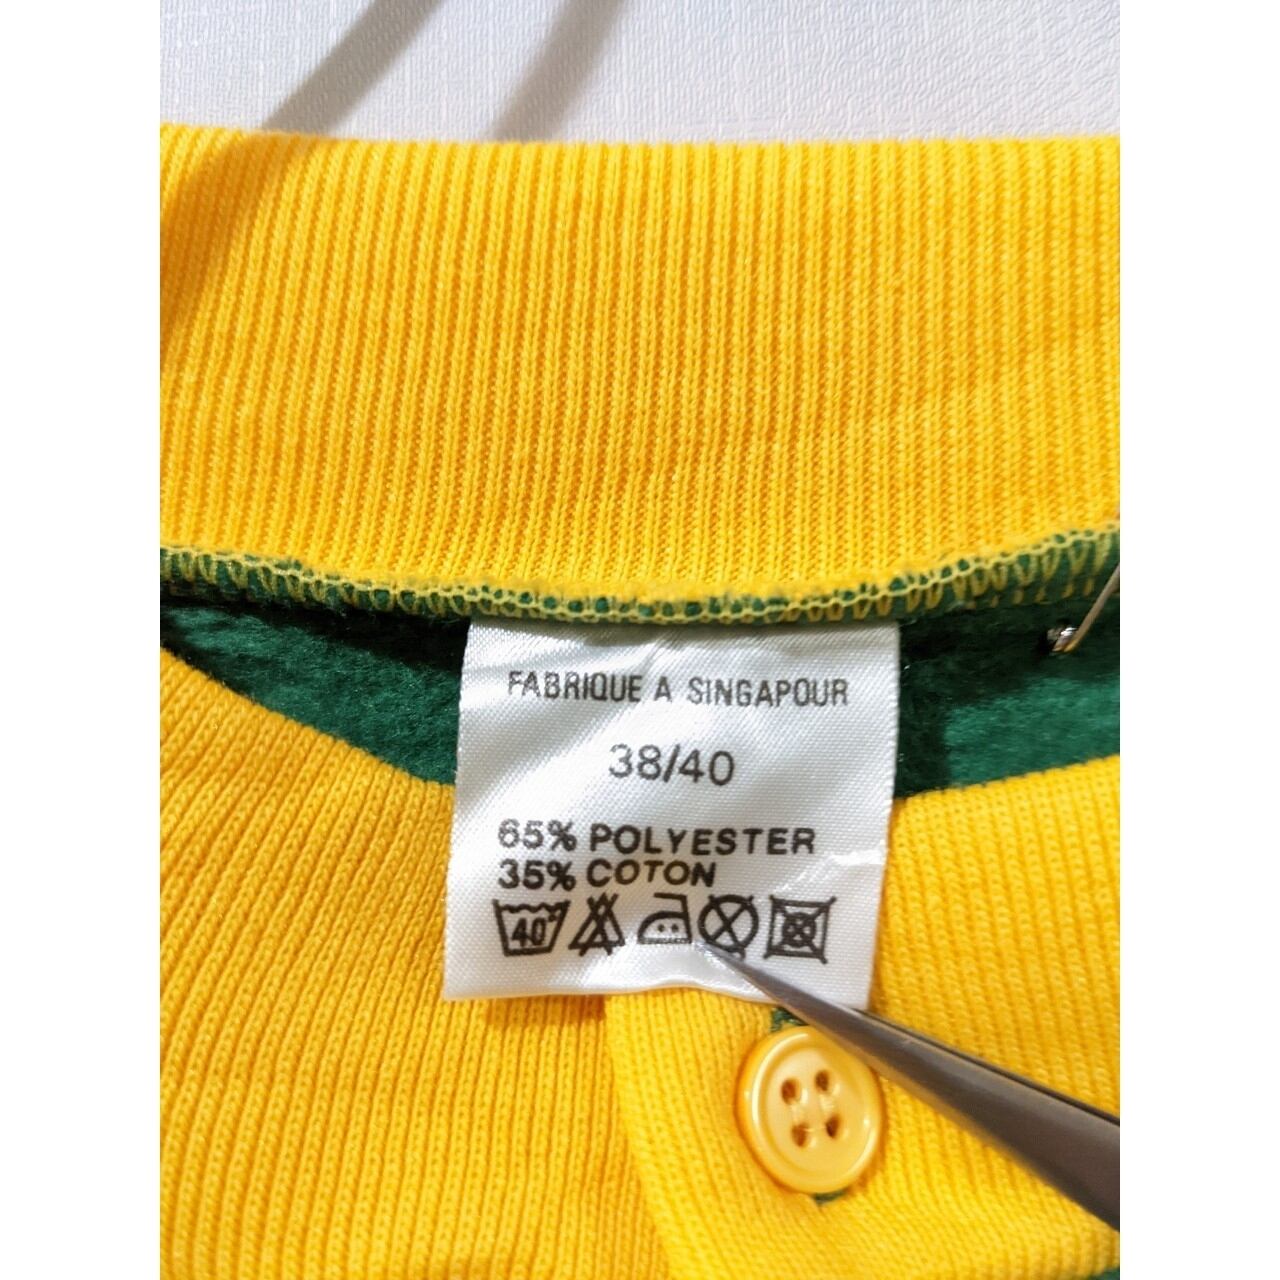 FABRIQUE A SINGAPOUR
38/40
65% POLYESTER
35% COTON
40°